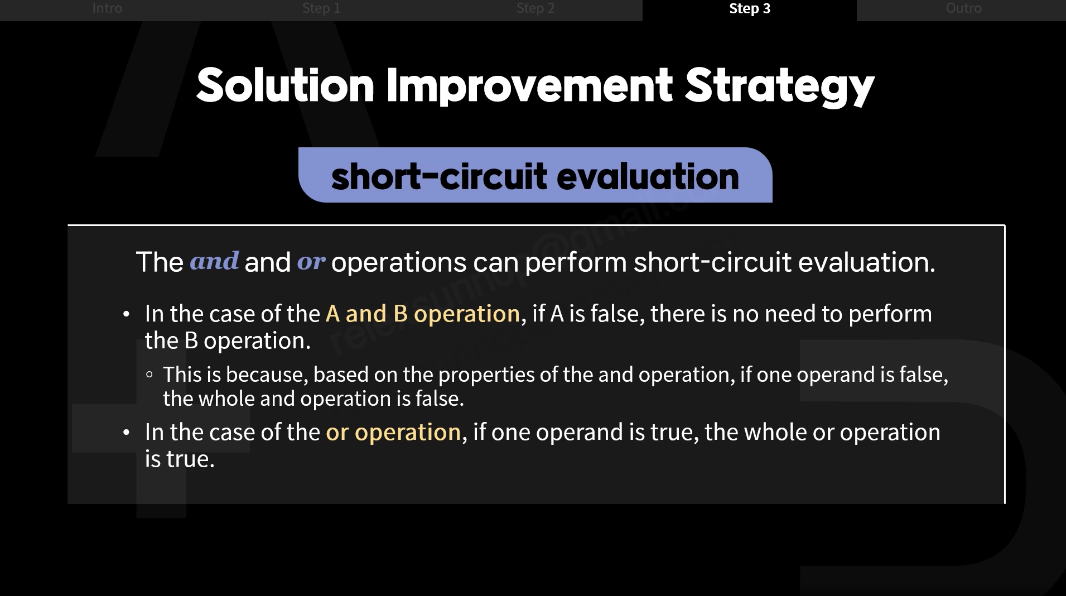 Intro Step 1 Step 2 Step 3 Outro
Solution Improvement Strategy
short-circuit evaluation
The and and or operations can perform short-circuit evaluation.
• In the case of the A and B operation, if A is false, there is no need to perform
the B operation.
◦ This is because, based on the properties of the and operation, if one operand is false,
the whole and operation is false.
• In the case of the or operation, if one operand is true, the whole or operation
is true.